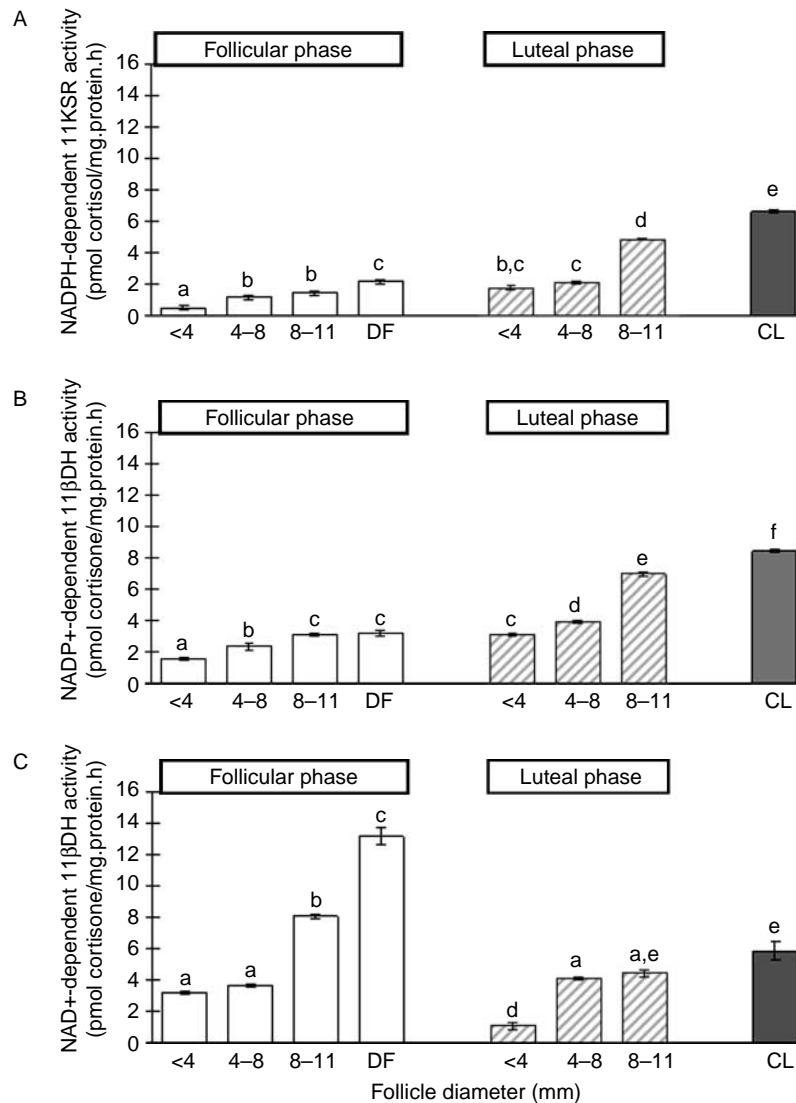 A
Follicular phase
Luteal phase
NADPH-dependent 11KSR activity
(pmol cortisol/mg.protein.h)
16
14
12
10
8
6
4
2
0
a
b
b
c
b,c
c
d
e
<4
4–8
8–11
DF
<4
4–8
8–11
CL
B
Follicular phase
Luteal phase
NADP+-dependent 11βDH activity
(pmol cortisone/mg.protein.h)
16
14
12
10
8
6
4
2
0
a
b
c
c
c
d
e
f
<4
4–8
8–11
DF
<4
4–8
8–11
CL
C
Follicular phase
Luteal phase
NAD+-dependent 11βDH activity
(pmol cortisone/mg.protein.h)
16
14
12
10
8
6
4
2
0
a
a
b
c
d
a
a,e
e
<4
4–8
8–11
DF
<4
4–8
8–11
CL
Follicle diameter (mm)